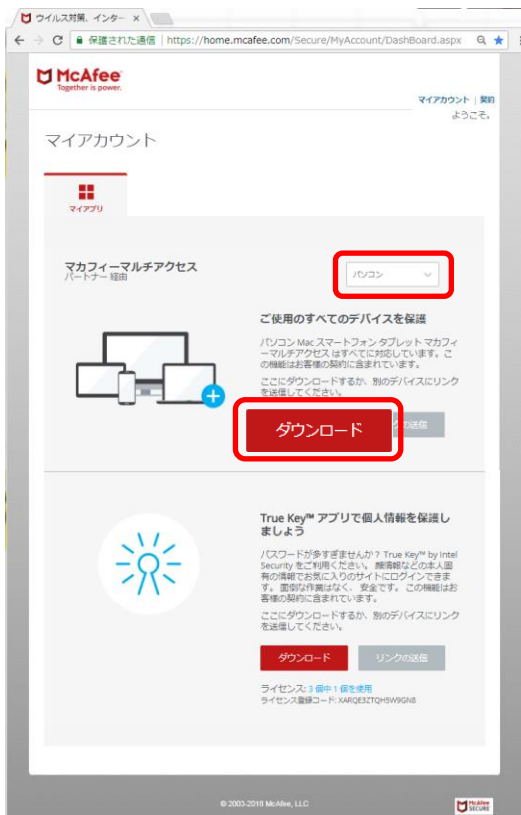 ウイルス対策、インター ×
保護された通信 | https://home.mcafee.com/Secure/MyAccount/DashBoard.aspx
McAfee
Together is power.
マイアカウント | 契約
ようこそ。
マイアカウント
マイアプリ
マカフィーマルチアクセス
パートナー 経由
パソコン
ご使用のすべてのデバイスを保護
パソコン Mac スマートフォン タブレット マカフィ
ーマルチアクセス はすべてに対応しています。こ
の機能はお客様の契約に含まれています。
ここにダウンロードするか、別のデバイスにリンク
を送信してください。
ダウンロード
クの送信
True Key™ アプリで個人情報を保護し
ましょう
パスワードが多すぎませんか? True Key™ by Intel
Security をご利用ください。 顔情報などの本人固
有の情報でお気に入りのサイトにログインできま
す。 面倒な作業はなく、 安全です。 この機能はお
客様の契約に含まれています。
ここにダウンロードするか、別のデバイスにリンク
を送信してください。
ダウンロード
リンクの送信
ライセンス: 3 個中 1 個を使用
ライセンス登録コード: XARQE3ZTQH5W9GN8
© 2003-2018 McAfee, LLC
McAfee
SECURE